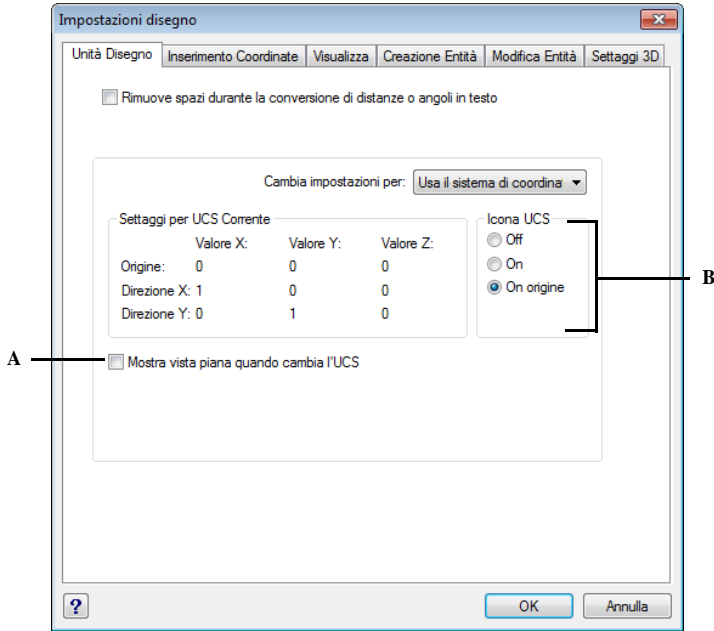 Impostazioni disegno
Unità Disegno Inserimento Coordinate Visualizza Creazione Entità Modifica Entità Settaggi 3D
Rimuove spazi durante la conversione di distanze o angoli in testo
Cambia impostazioni per: Usa il sistema di coordina
Settaggi per UCS Corrente
Valore X: Valore Y: Valore Z:
Origine: 0 0 0
Direzione X: 1 0 0
Direzione Y: 0 1 0
Icona UCS
Off
On
On origine
B
A
Mostra vista piana quando cambia l'UCS
?
OK
Annulla